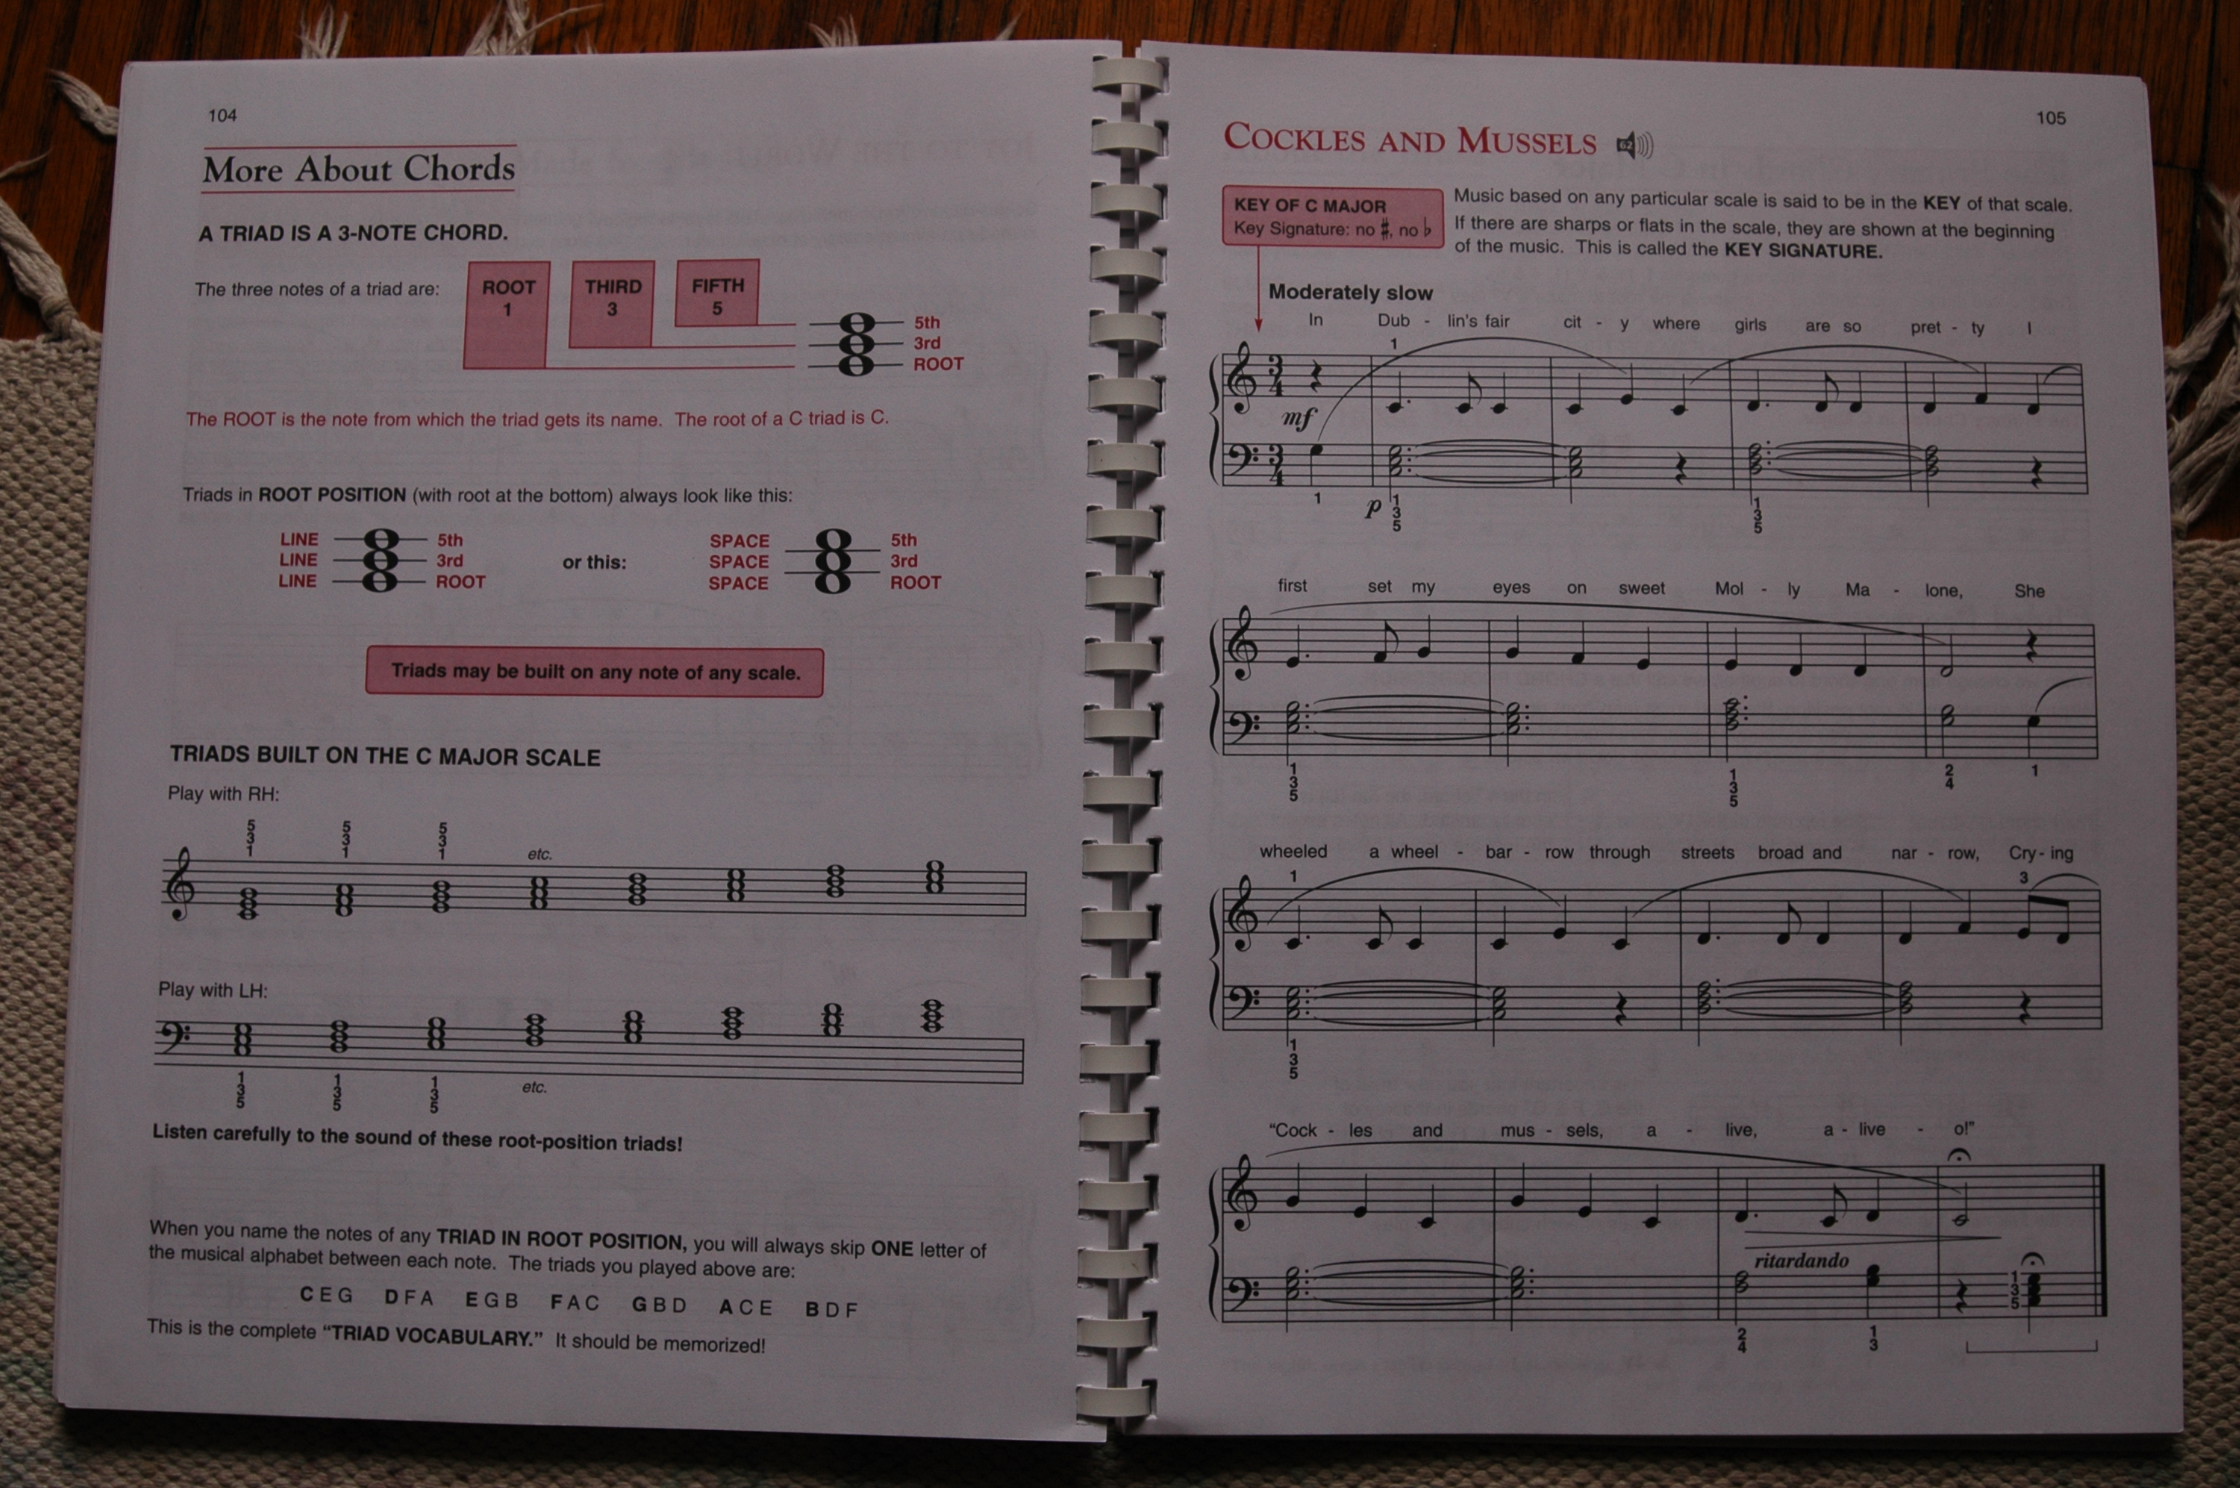 104
More About Chords
A TRIAD IS A 3-NOTE CHORD.
The three notes of a triad are:
ROOT THIRD FIFTH
1 3 5
5th
3rd
ROOT
The ROOT is the note from which the triad gets its name. The root of a C triad is C.
Triads in ROOT POSITION (with root at the bottom) always look like this:
LINE 5th SPACE 5th
LINE 3rd or this: SPACE 3rd
LINE ROOT SPACE ROOT
Triads may be built on any note of any scale.
TRIADS BUILT ON THE C MAJOR SCALE
Play with RH:
5 5 5
3 3 3
1 1 1 etc.
Play with LH:
1 1 1
3 3 3 etc.
5 5 5
Listen carefully to the sound of these root-position triads!
When you name the notes of any TRIAD IN ROOT POSITION, you will always skip ONE letter of
the musical alphabet between each note. The triads you played above are:
C E G D F A E G B F A C G B D A C E B D F
This is the complete “TRIAD VOCABULARY.” It should be memorized!
105
COCKLES AND MUSSELS
KEY OF C MAJOR
Key Signature: no ♯, no ♭
Music based on any particular scale is said to be in the KEY of that scale.
If there are sharps or flats in the scale, they are shown at the beginning
of the music. This is called the KEY SIGNATURE.
Moderately slow
In Dub - lin's fair cit - y where girls are so pret - ty I
1
3
4
mf
3
4
1 p 1 1
3 3
5 5
first set my eyes on sweet Mol - ly Ma - lone, She
1 1 2 1
3 3 4
5 5
wheeled a wheel - bar - row through streets broad and nar - row, Cry - ing
1 3
1
3
5
“Cock - les and mus - sels, a - live, a - live - o!”
ritardando
1
3
5
2 1
4 3